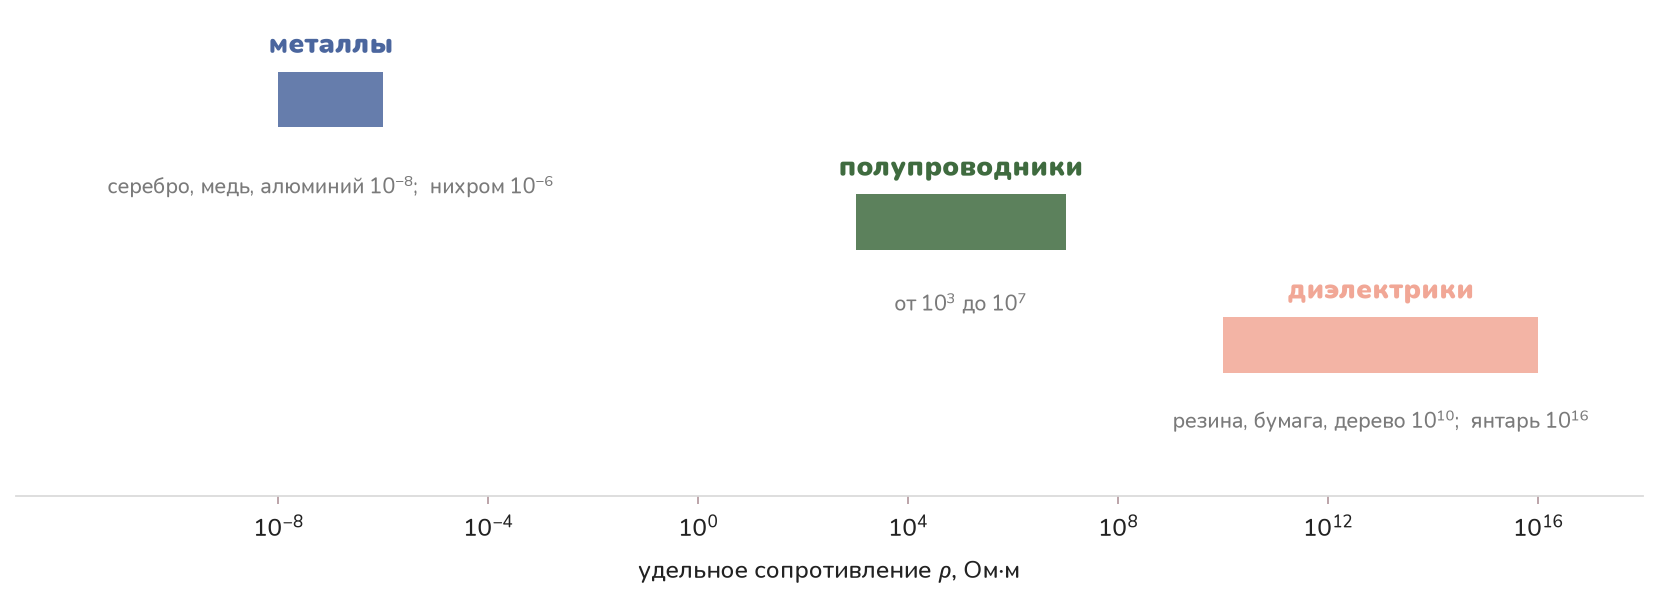 металлы
серебро, медь, алюминий 10⁻⁸; нихром 10⁻⁶
полупроводники
от 10³ до 10⁷
диэлектрики
резина, бумага, дерево 10¹⁰; янтарь 10¹⁶
10⁻⁸ 10⁻⁴ 10⁰ 10⁴ 10⁸ 10¹² 10¹⁶
удельное сопротивление ρ, Ом·м